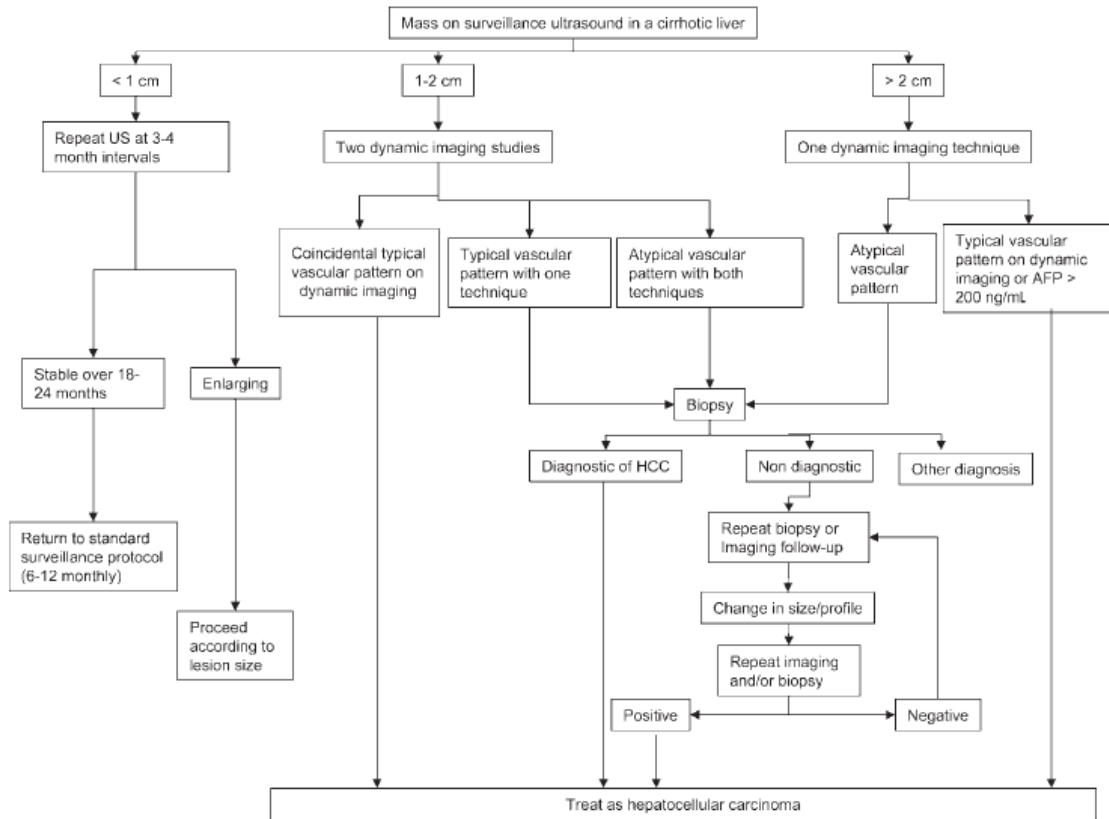 Mass on surveillance ultrasound in a cirrhotic liver
< 1 cm
1-2 cm
> 2 cm
Repeat US at 3-4
month intervals
Two dynamic imaging studies
One dynamic imaging technique
Coincidental typical
vascular pattern on
dynamic imaging
Typical vascular
pattern with one
technique
Atypical vascular
pattern with both
techniques
Atypical
vascular
pattern
Typical vascular
pattern on dynamic
imaging or AFP >
200 ng/mL
Stable over 18-
24 months
Enlarging
Biopsy
Diagnostic of HCC
Non diagnostic
Other diagnosis
Return to standard
surveillance protocol
(6-12 monthly)
Repeat biopsy or
Imaging follow-up
Change in size/profile
Proceed
according to
lesion size
Repeat imaging
and/or biopsy
Positive
Negative
Treat as hepatocellular carcinoma